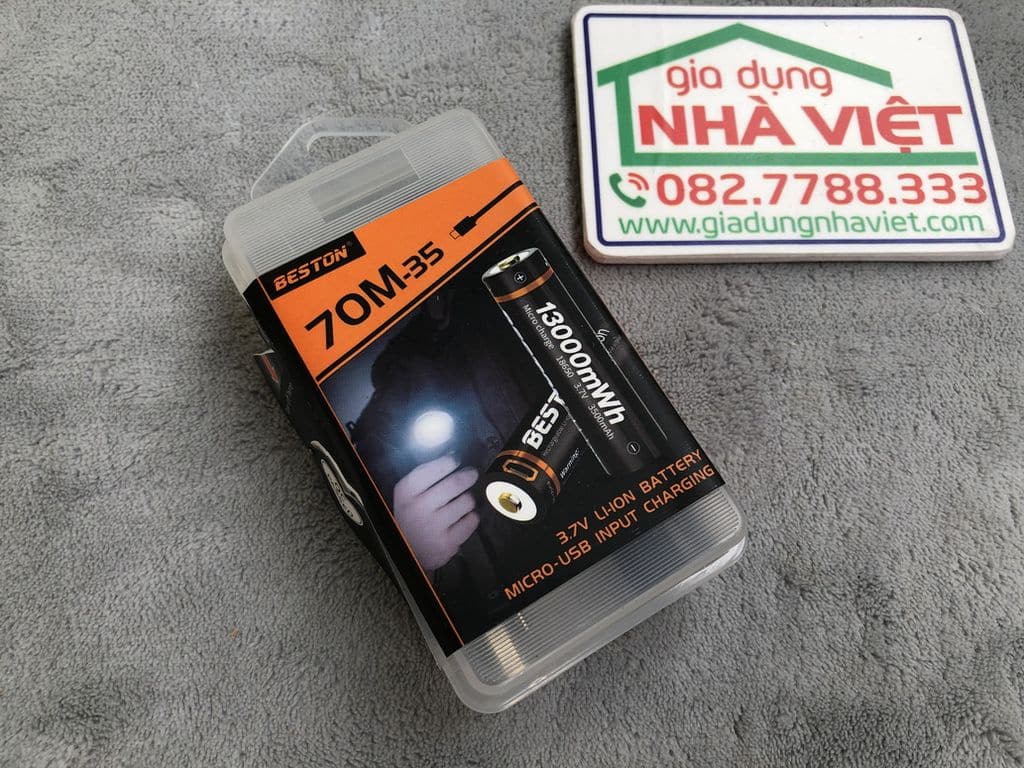 gia dụng
NHÀ VIỆT
082.7788.333
www.giadungnhaviet.com
BESTON®
70M-35
13000mWh
Micro charge 18650 3.7V 3500mAh
BEST
Warning:
3.7V LI-ION BATTERY
MICRO-USB INPUT CHARGING